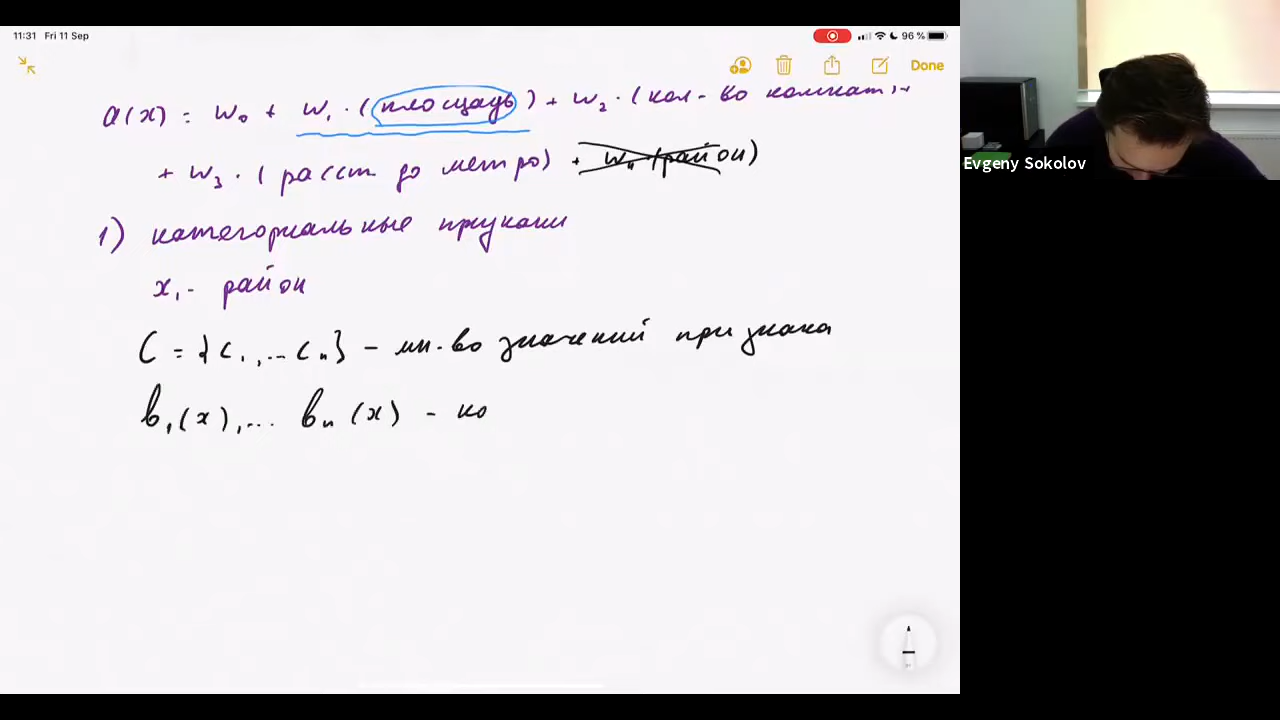 11:31 Fri 11 Sep
96 %
Done
a(x) = w₀ + w₁ · (площадь) + w₂ · (кол-во комнат)+
+ w₃ · (расст до метро) + w₄ · (район)
1) категориальные признаки
x₁ - район
C = {c₁, ... cₙ} - мн-во значений признака
b₁(x), ... bₙ(x) - но
Evgeny Sokolov